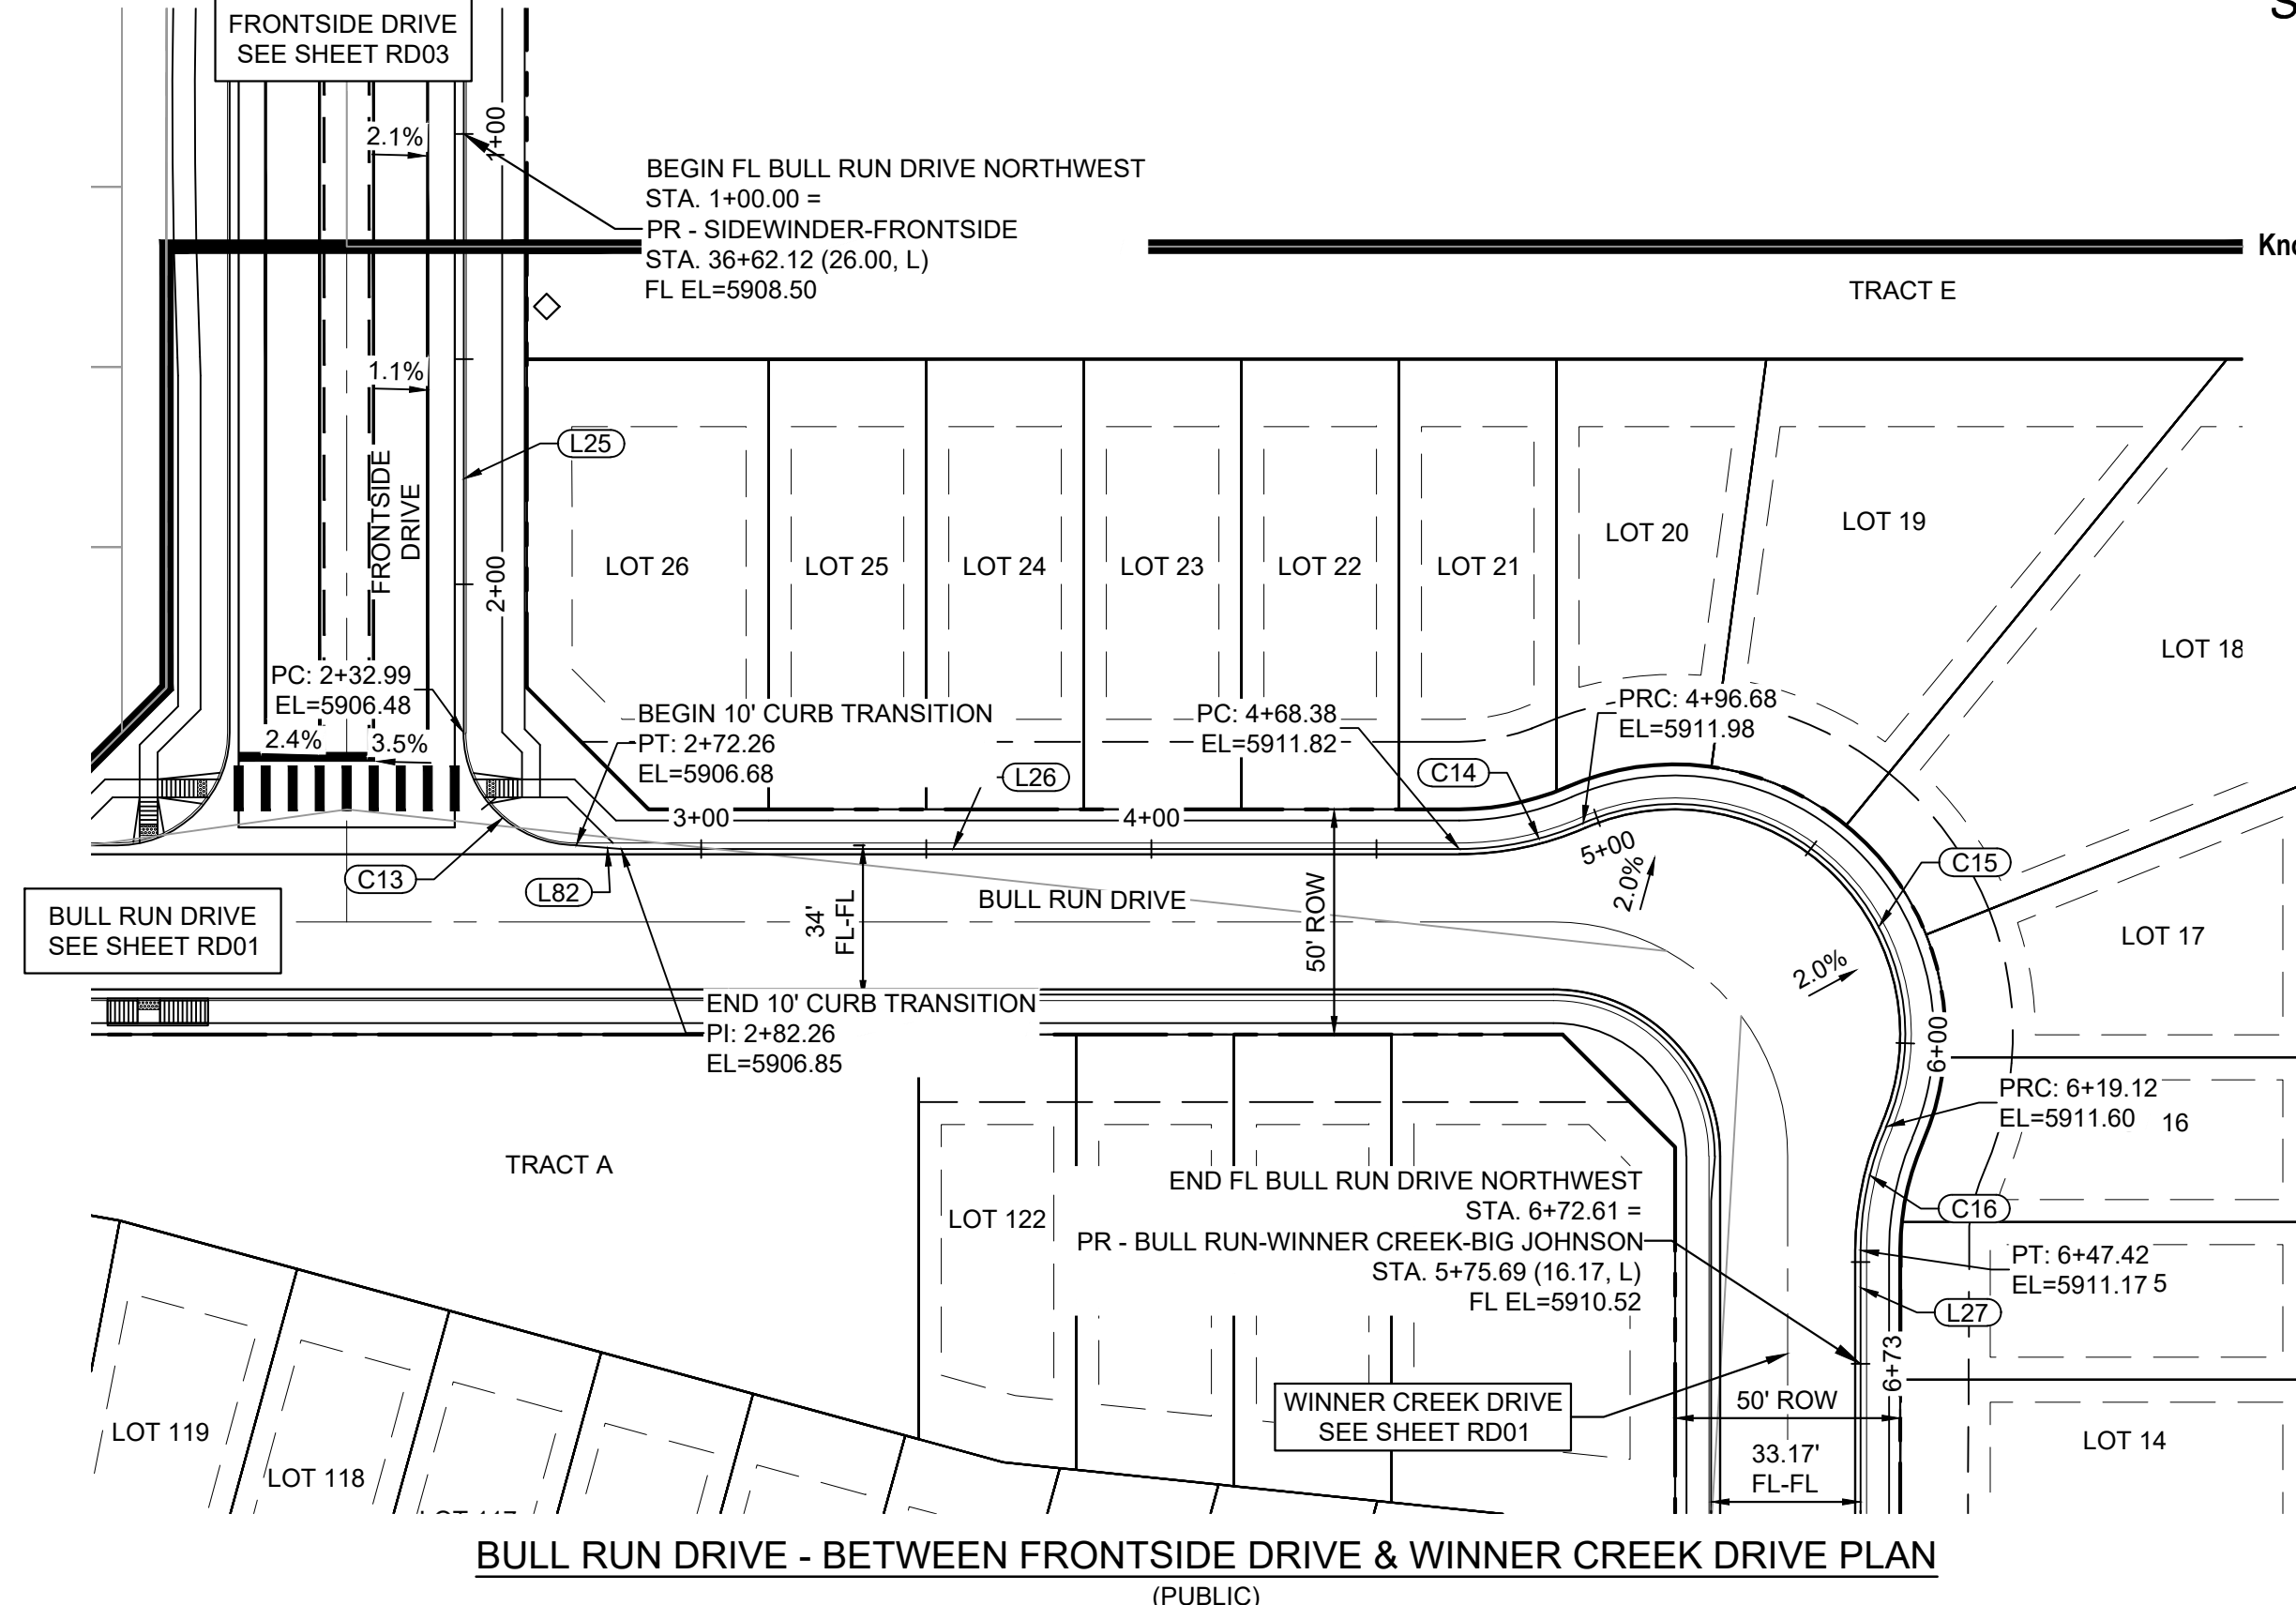 FRONTSIDE DRIVE
SEE SHEET RD03
S
2.1%
1+00
BEGIN FL BULL RUN DRIVE NORTHWEST
STA. 1+00.00 =
PR - SIDEWINDER-FRONTSIDE
STA. 36+62.12 (26.00, L)
FL EL=5908.50
TRACT E
1.1%
L25
FRONTSIDE
DRIVE
2+00
LOT 26
LOT 25
LOT 24
LOT 23
LOT 22
LOT 21
LOT 20
LOT 19
LOT 18
PC: 2+32.99
EL=5906.48
2.4%
3.5%
BEGIN 10' CURB TRANSITION
PT: 2+72.26
EL=5906.68
L26
PC: 4+68.38
EL=5911.82
C14
PRC: 4+96.68
EL=5911.98
3+00
4+00
5+00
2.0%
C15
C13
L82
BULL RUN DRIVE
SEE SHEET RD01
34'
FL-FL
BULL RUN DRIVE
50' ROW
2.0%
LOT 17
END 10' CURB TRANSITION
PI: 2+82.26
EL=5906.85
6+00
PRC: 6+19.12
EL=5911.60
16
TRACT A
LOT 122
END FL BULL RUN DRIVE NORTHWEST
STA. 6+72.61 =
PR - BULL RUN-WINNER CREEK-BIG JOHNSON
STA. 5+75.69 (16.17, L)
FL EL=5910.52
C16
PT: 6+47.42
EL=5911.17
5
L27
6+73
WINNER CREEK DRIVE
SEE SHEET RD01
50' ROW
33.17'
FL-FL
LOT 14
LOT 119
LOT 118
BULL RUN DRIVE - BETWEEN FRONTSIDE DRIVE & WINNER CREEK DRIVE PLAN
(PUBLIC)